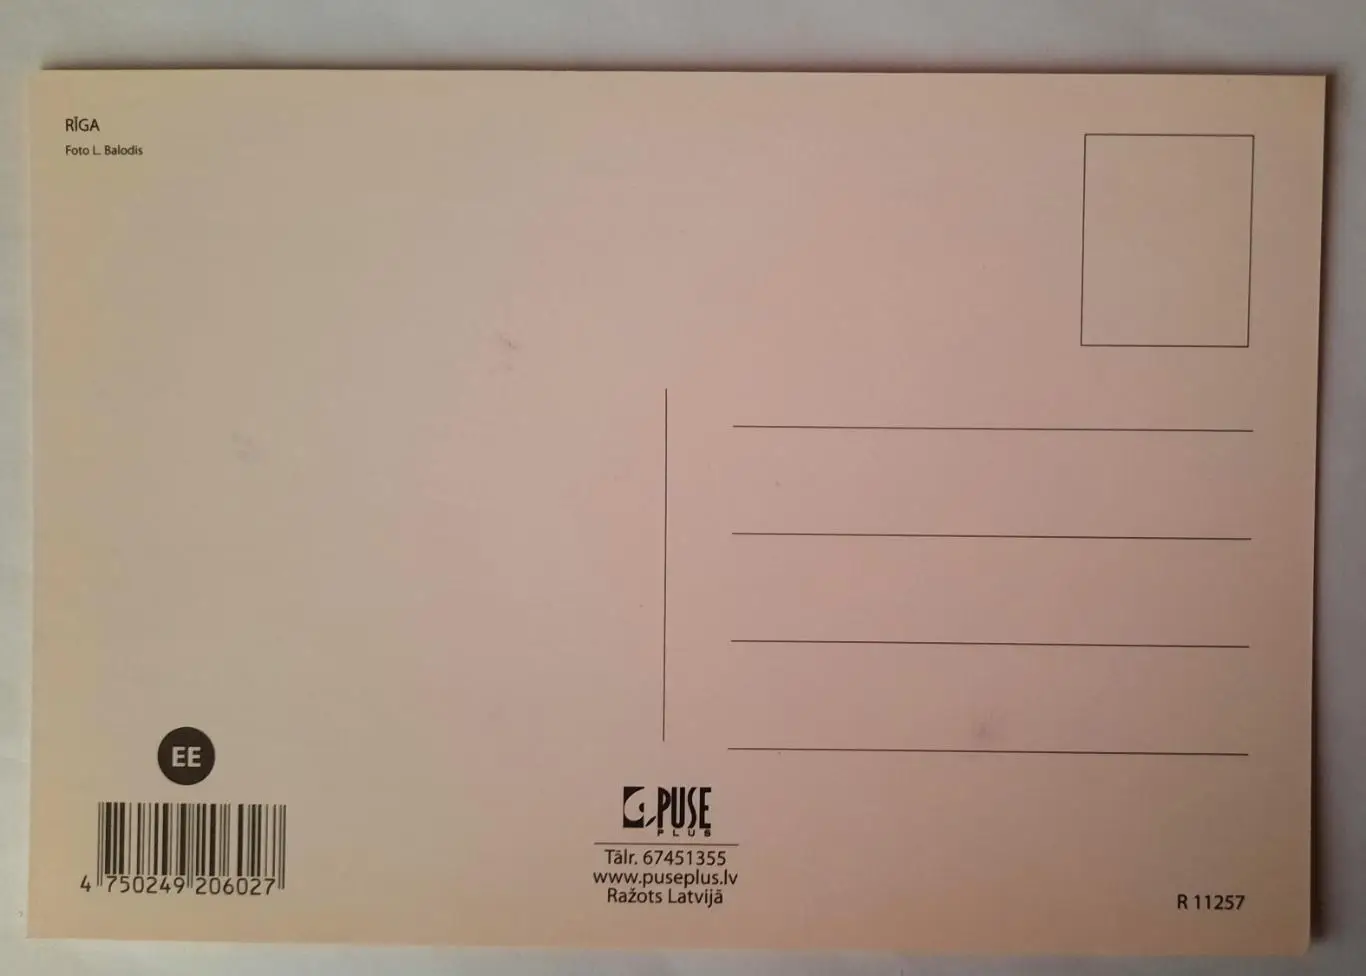 RĪGA
Foto L. Balodis
EE
4 750249 206027
PUSE
PLUS
Tālr. 67451355
www.puseplus.lv
Ražots Latvijā
R 11257